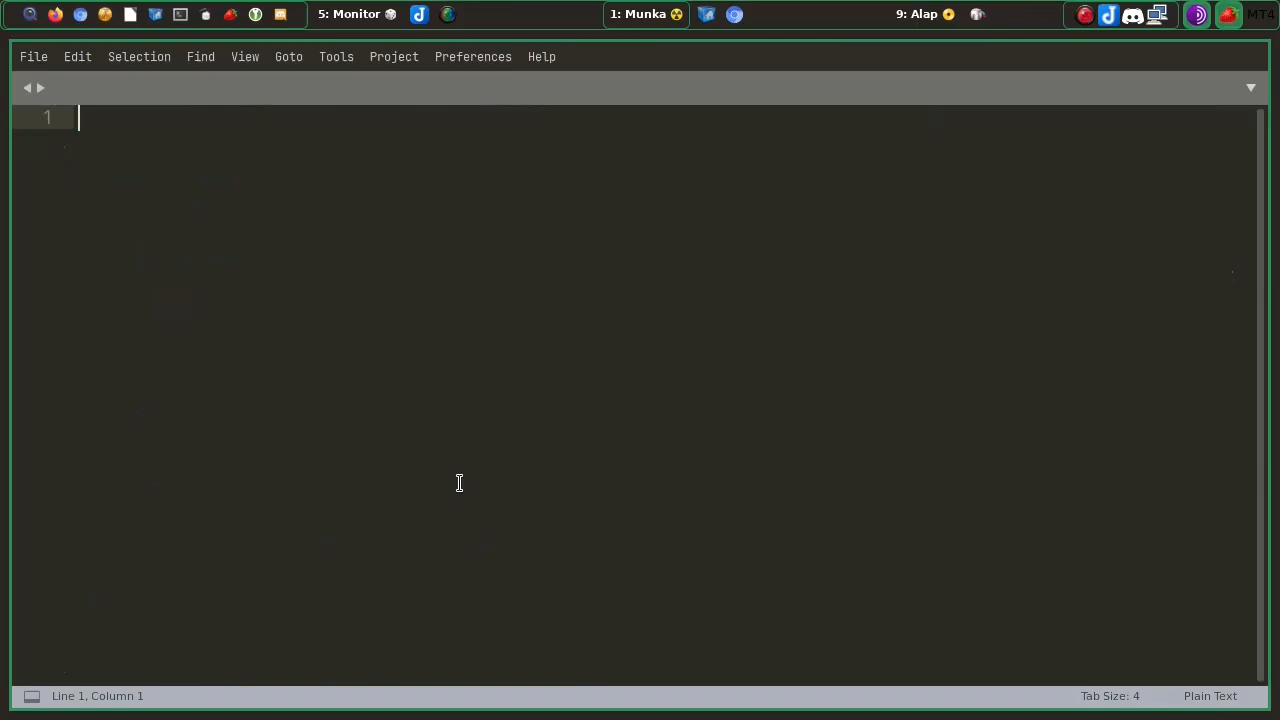 5: Monitor
1: Munka
9: Alap
MT4
File Edit Selection Find View Goto Tools Project Preferences Help
1
Line 1, Column 1 Tab Size: 4 Plain Text